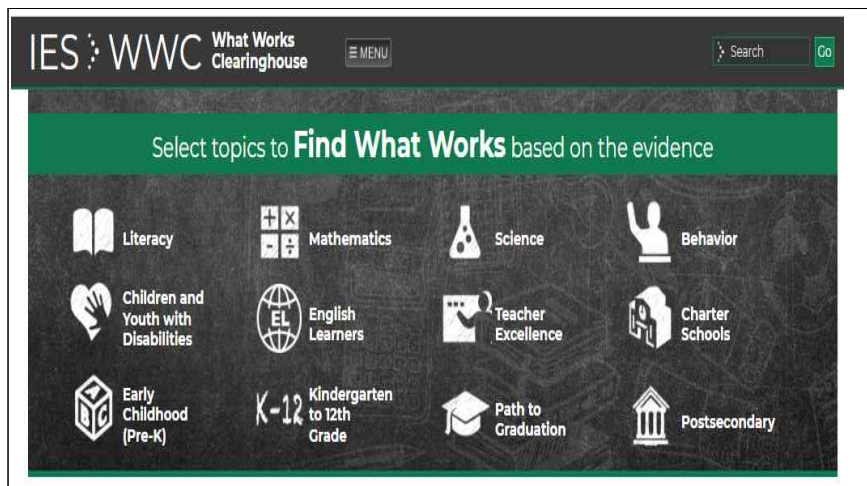 IES WWC What Works Clearinghouse
MENU
Search
Go
Select topics to Find What Works based on the evidence
Literacy
+ × - ÷
Mathematics
Science
Behavior
Children and
Youth with
Disabilities
EL
English
Learners
Teacher
Excellence
Charter
Schools
A B C
Early
Childhood
(Pre-K)
K-12
Kindergarten
to 12th
Grade
Path to
Graduation
Postsecondary